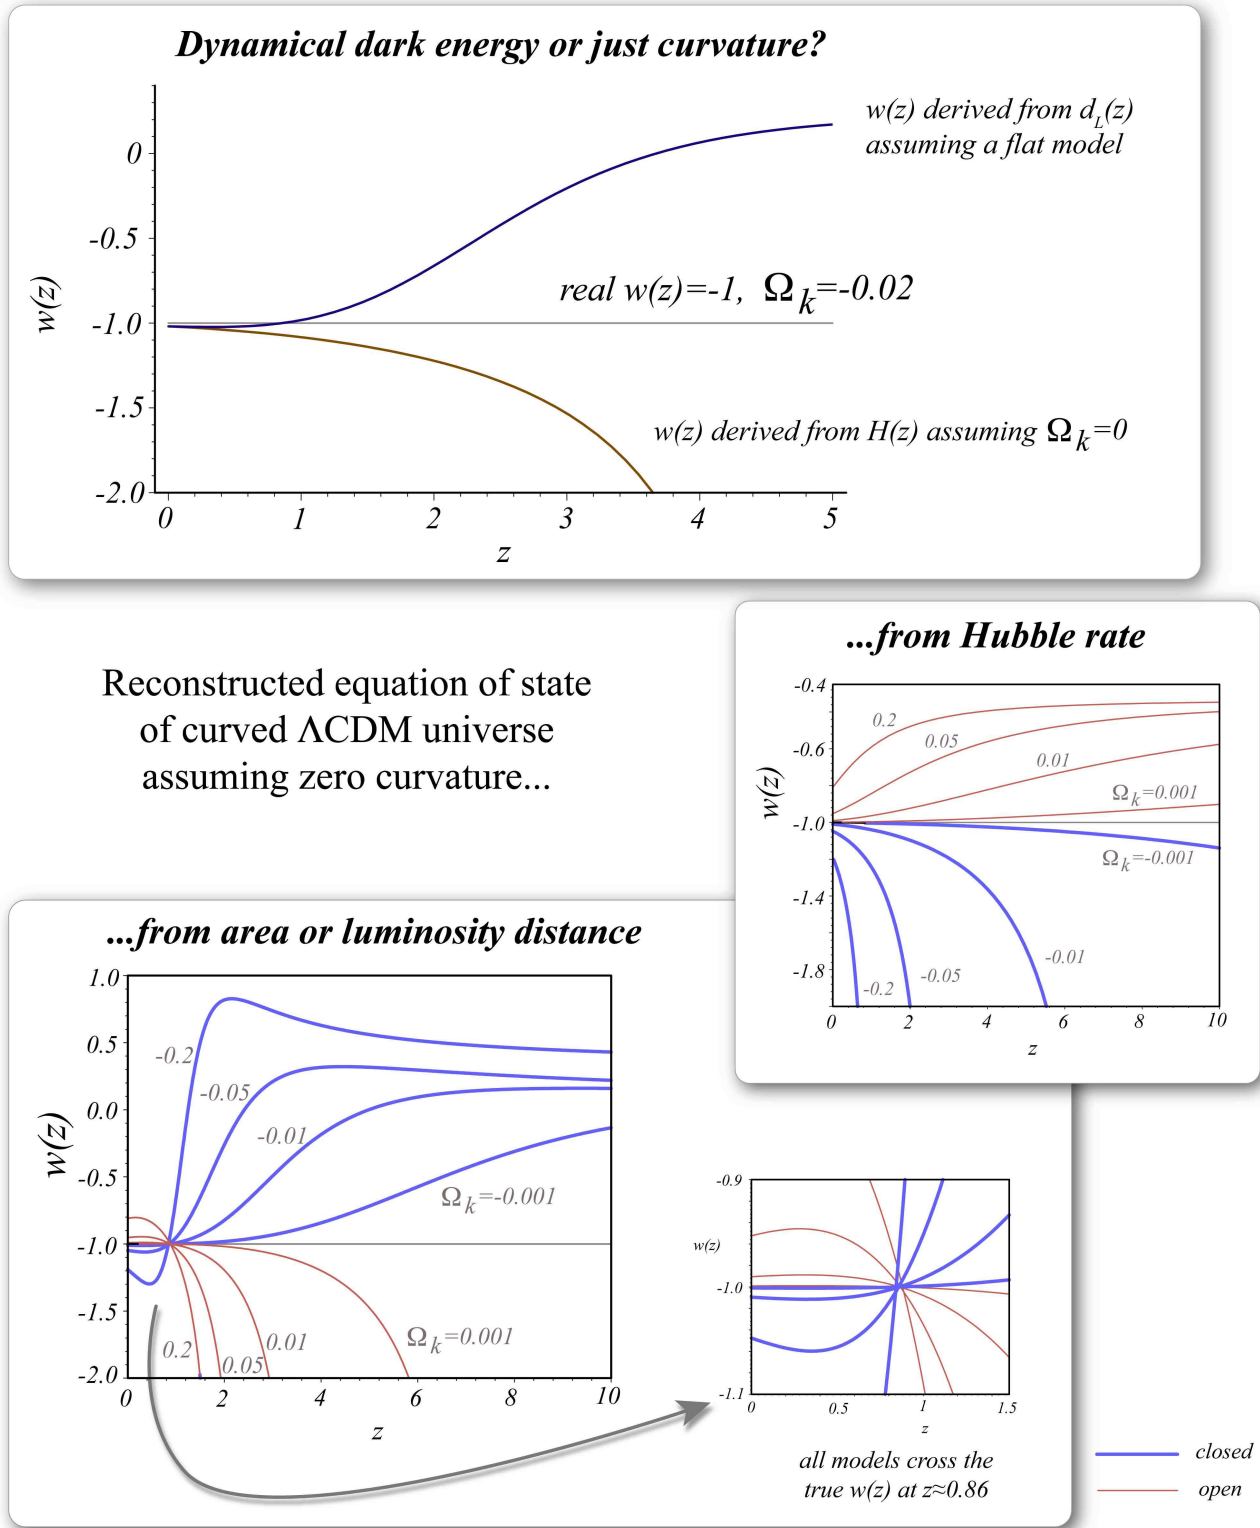 Dynamical dark energy or just curvature?
w(z) derived from d_L(z)
assuming a flat model
0
-0.5
-1.0
-1.5
-2.0
w(z)
real w(z)=-1, Ω_k=-0.02
w(z) derived from H(z) assuming Ω_k=0
0 1 2 3 4 5
z
Reconstructed equation of state
of curved ΛCDM universe
assuming zero curvature...
...from Hubble rate
-0.4
-0.6
-1.0
-1.4
-1.8
w(z)
0.2
0.05
0.01
Ω_k=0.001
Ω_k=-0.001
-0.01
-0.05
-0.2
0 2 4 6 8 10
z
...from area or luminosity distance
1.0
0.5
0.0
-0.5
-1.0
-1.5
-2.0
w(z)
-0.2
-0.05
-0.01
Ω_k=-0.001
0.2
0.05
0.01
Ω_k=0.001
0 2 4 6 8 10
z
-0.9
-1.0
-1.1
w(z)
0 0.5 1 1.5
z
all models cross the
true w(z) at z≈0.86
closed
open